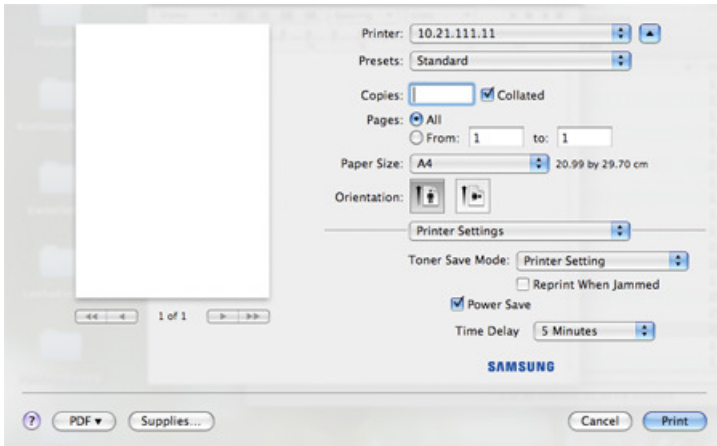 Printer: 10.21.111.11
Presets: Standard
Copies: Collated
Pages: All
From: 1 to: 1
Paper Size: A4 20.99 by 29.70 cm
Orientation:
Printer Settings
Toner Save Mode: Printer Setting
Reprint When Jammed
Power Save
1 of 1
Time Delay 5 Minutes
SAMSUNG
? PDF ▾ Supplies... Cancel Print